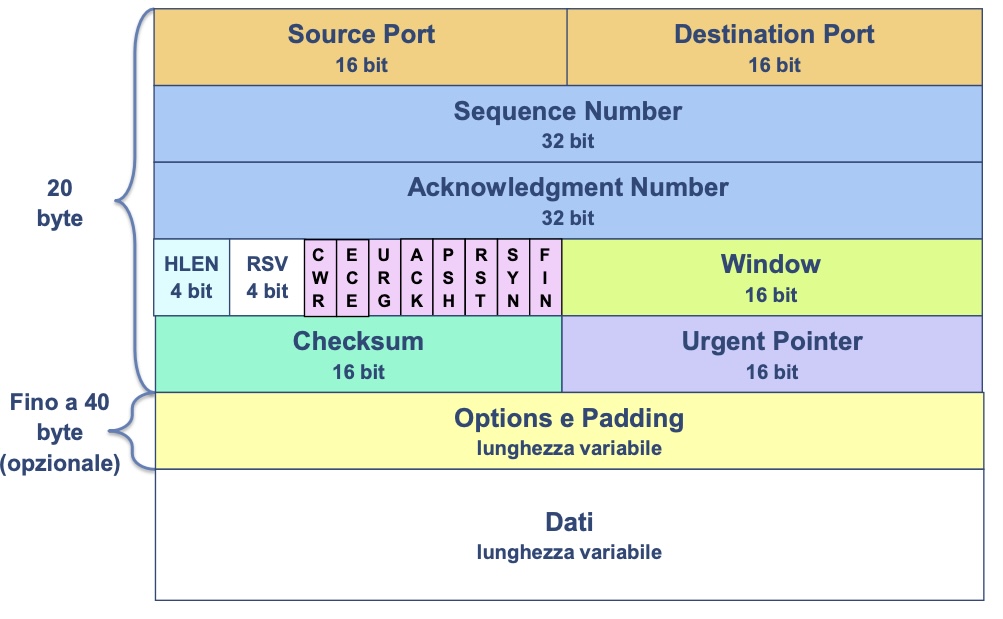 Source Port
16 bit
Destination Port
16 bit
Sequence Number
32 bit
20
byte
Acknowledgment Number
32 bit
HLEN
4 bit
RSV
4 bit
CWR
ECE
URG
ACK
PSH
RST
SYN
FIN
Window
16 bit
Checksum
16 bit
Urgent Pointer
16 bit
Fino a 40
byte
(opzionale)
Options e Padding
lunghezza variabile
Dati
lunghezza variabile